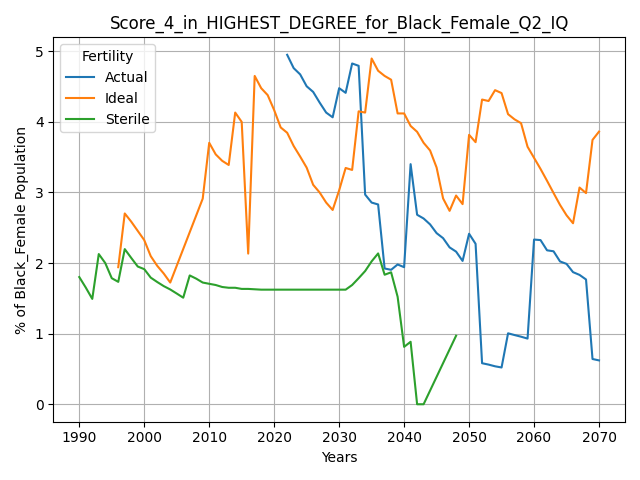 Score_4_in_HIGHEST_DEGREE_for_Black_Female_Q2_IQ
Fertility
Actual
Ideal
Sterile
% of Black_Female Population
5
4
3
2
1
0
1990 2000 2010 2020 2030 2040 2050 2060 2070
Years